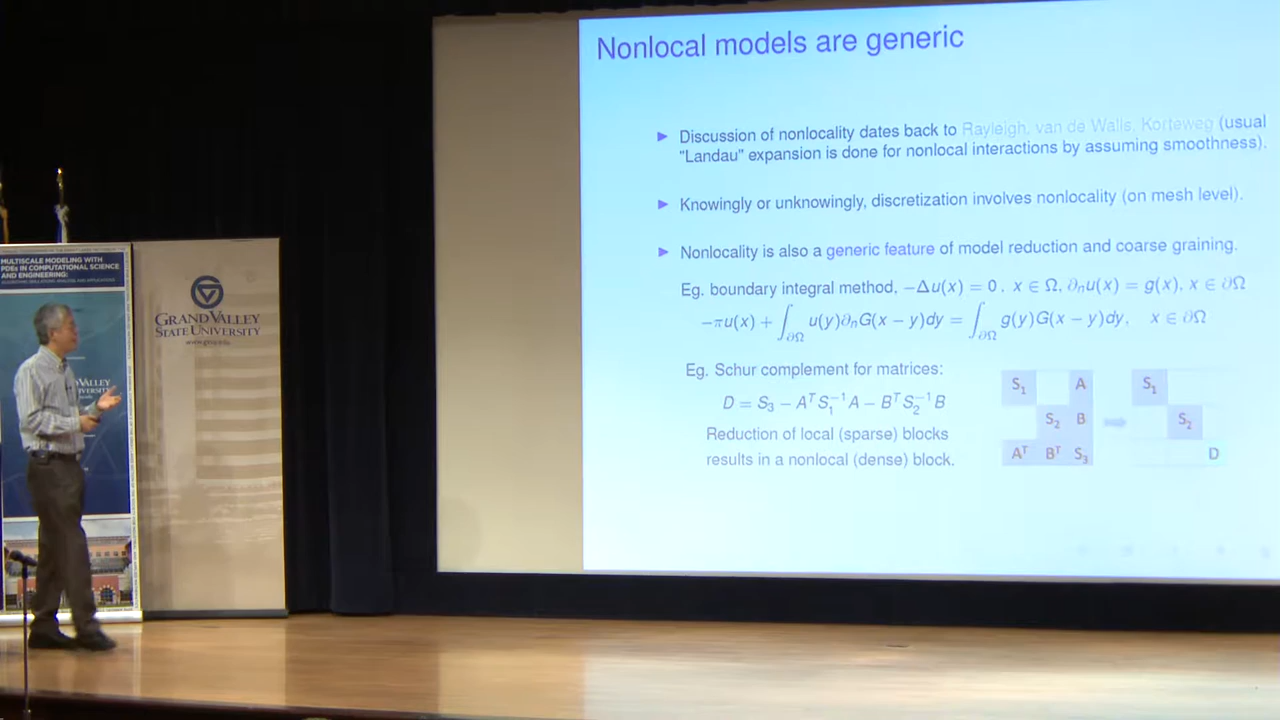 Nonlocal models are generic
Discussion of nonlocality dates back to Rayleigh, van de Walls, Korteweg (usual
"Landau" expansion is done for nonlocal interactions by assuming smoothness).
Knowingly or unknowingly, discretization involves nonlocality (on mesh level).
Nonlocality is also a generic feature of model reduction and coarse graining.
Eg. boundary integral method, −Δu(x) = 0, x ∈ Ω, ∂ₙu(x) = g(x), x ∈ ∂Ω
−πu(x) + ∫_∂Ω u(y)∂ₙG(x − y)dy = ∫_∂Ω g(y)G(x − y)dy, x ∈ ∂Ω
Eg. Schur complement for matrices:
D = S₃ − AᵀS₁⁻¹A − BᵀS₂⁻¹B
Reduction of local (sparse) blocks
results in a nonlocal (dense) block.
S₁ A S₁
S₂ B S₂
Aᵀ Bᵀ S₃ D
MULTISCALE MODELING WITH
PDEs IN COMPUTATIONAL SCIENCE
AND ENGINEERING:
GRAND VALLEY
STATE UNIVERSITY
www.gvsu.edu
VALLEY